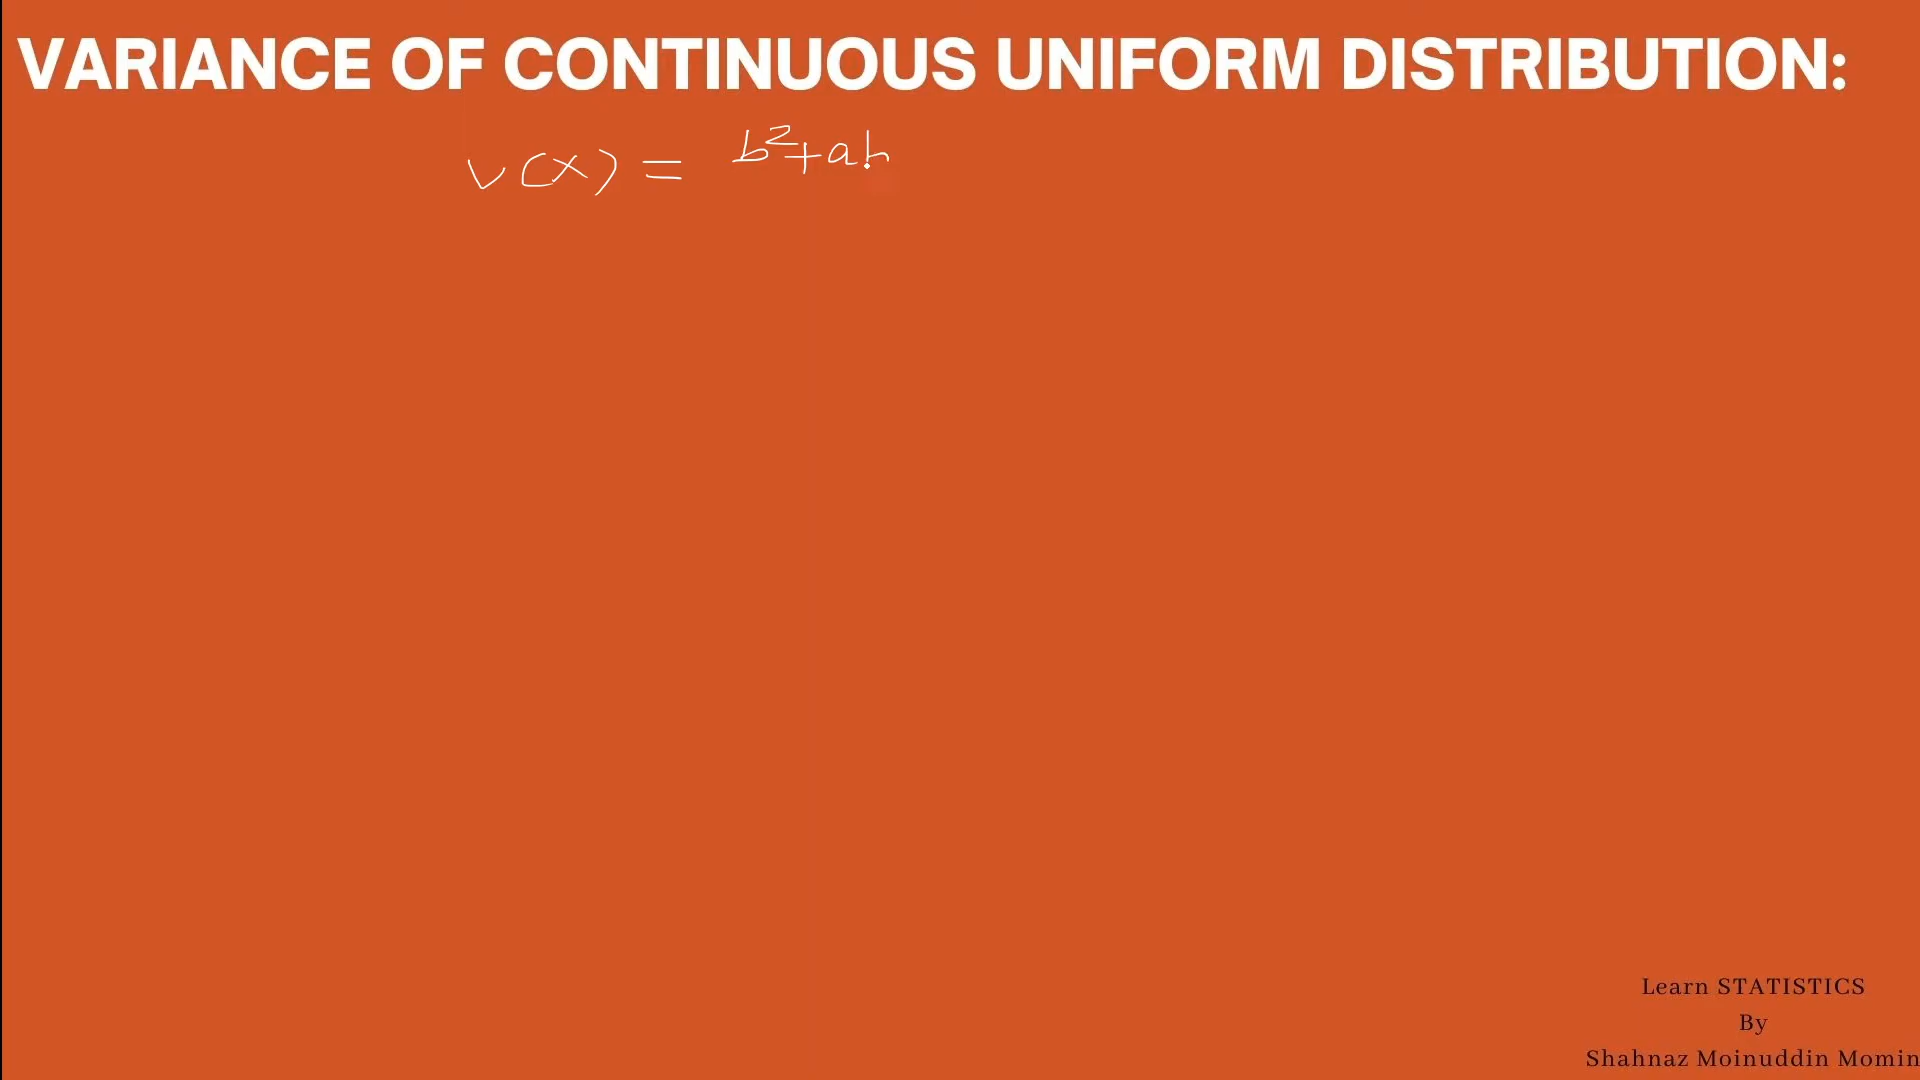 VARIANCE OF CONTINUOUS UNIFORM DISTRIBUTION:
v(x) = b²+ab
Learn STATISTICS
By
Shahnaz Moinuddin Momin